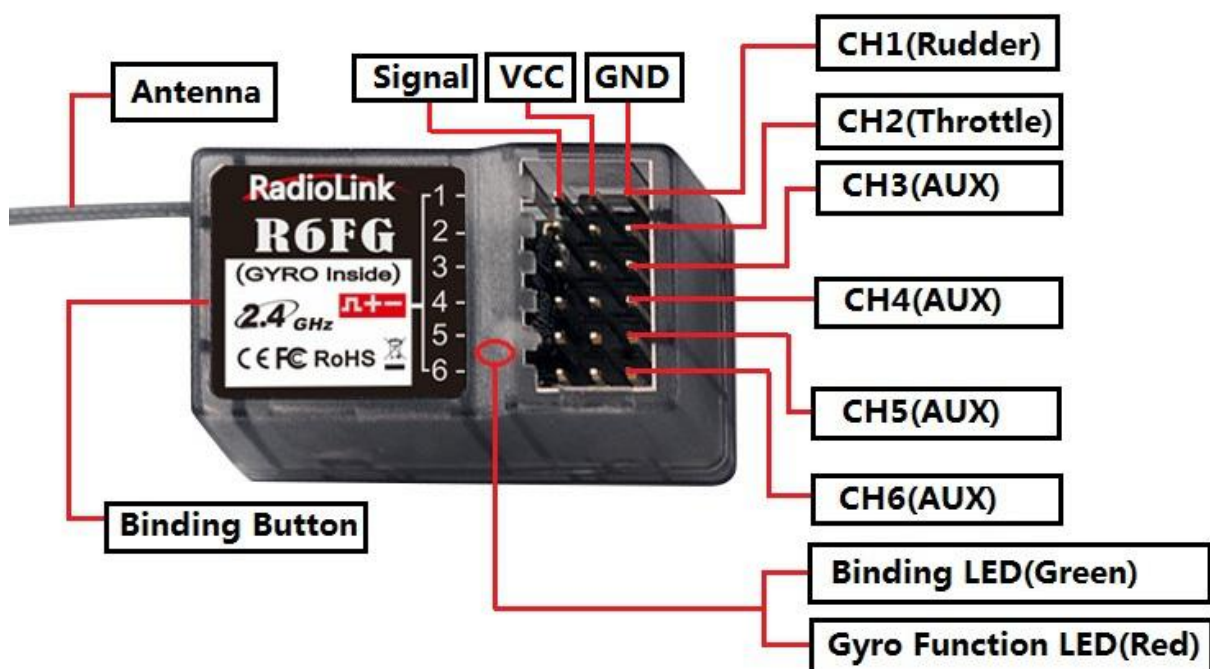 CH1(Rudder)
Signal
VCC
GND
Antenna
CH2(Throttle)
CH3(AUX)
RadioLink
R6FG
(GYRO Inside)
2.4 GHz
+−
CE FC RoHS
1
2
3
4
5
6
CH4(AUX)
CH5(AUX)
CH6(AUX)
Binding Button
Binding LED(Green)
Gyro Function LED(Red)